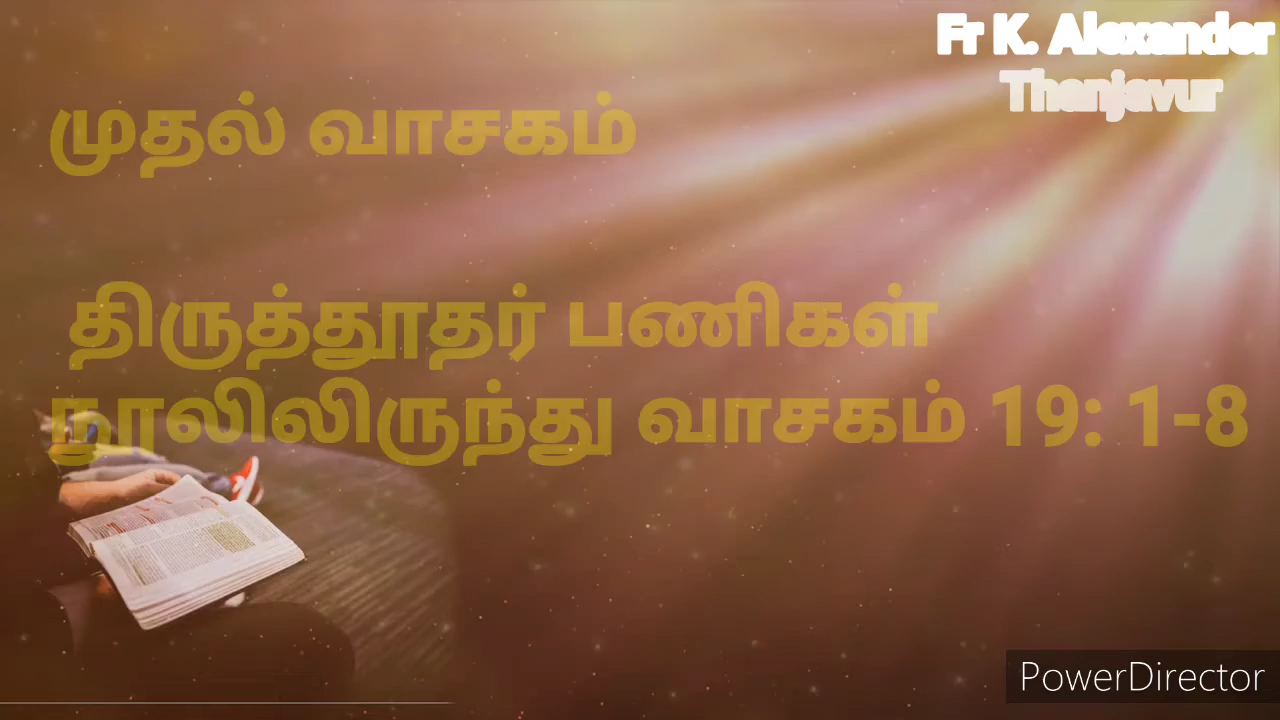 Fr K. Alexander
Thanjavur
முதல் வாசகம்
திருத்தூதர் பணிகள்
நூலிலிருந்து வாசகம் 19: 1-8
PowerDirector